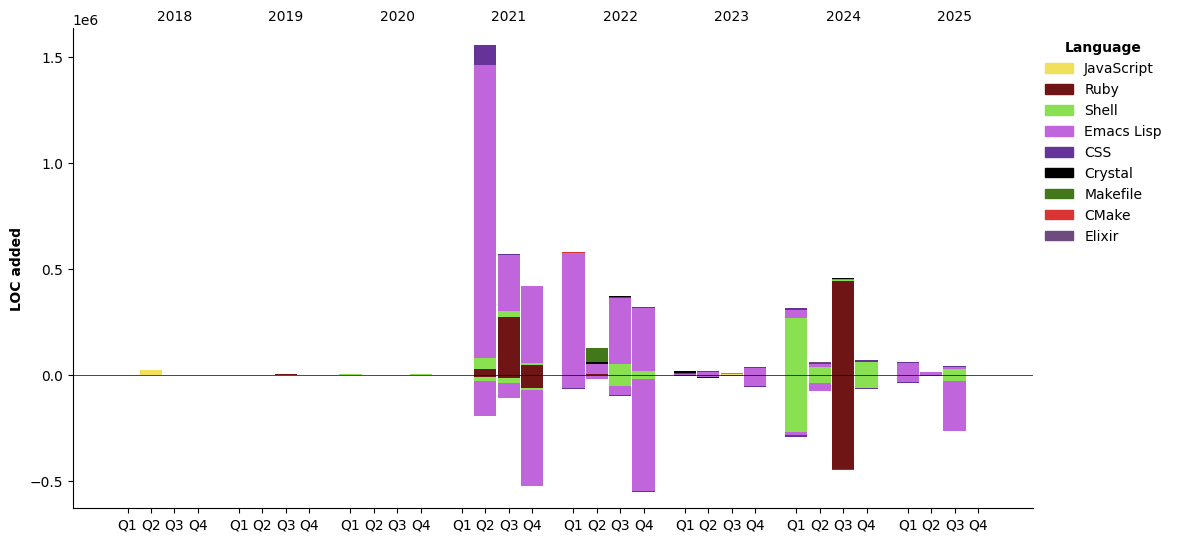 1e6
2018 2019 2020 2021 2022 2023 2024 2025
1.5
1.0
0.5
0.0
−0.5
LOC added
Q1 Q2 Q3 Q4 Q1 Q2 Q3 Q4 Q1 Q2 Q3 Q4 Q1 Q2 Q3 Q4 Q1 Q2 Q3 Q4 Q1 Q2 Q3 Q4 Q1 Q2 Q3 Q4 Q1 Q2 Q3 Q4
Language
JavaScript
Ruby
Shell
Emacs Lisp
CSS
Crystal
Makefile
CMake
Elixir